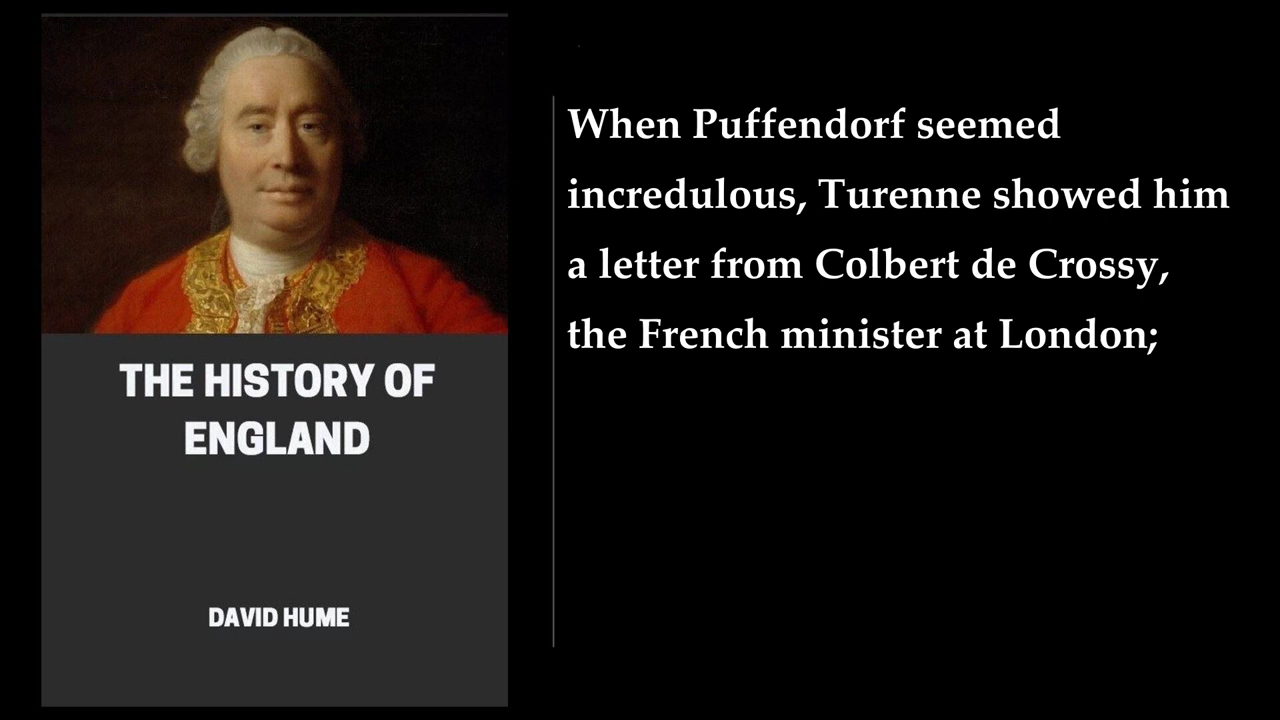 THE HISTORY OF
ENGLAND
DAVID HUME
When Puffendorf seemed
incredulous, Turenne showed him
a letter from Colbert de Crossy,
the French minister at London;